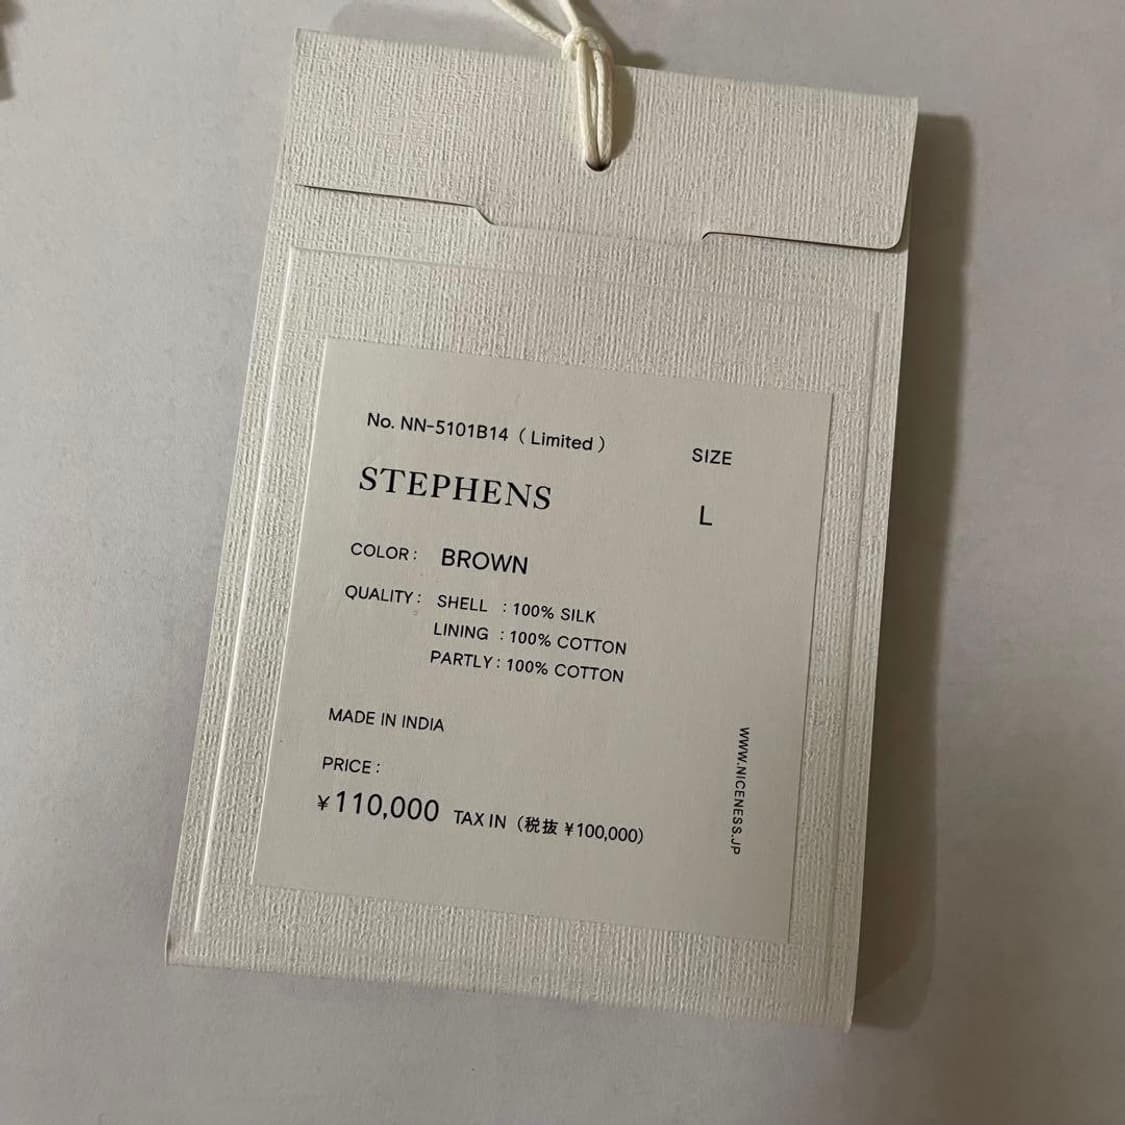 No. NN-5101B14 ( Limited )
SIZE
STEPHENS
L
COLOR : BROWN
QUALITY : SHELL : 100% SILK
LINING : 100% COTTON
PARTLY : 100% COTTON
MADE IN INDIA
PRICE :
¥110,000 TAX IN (税抜 ¥100,000)
WWW.NICENESS.JP